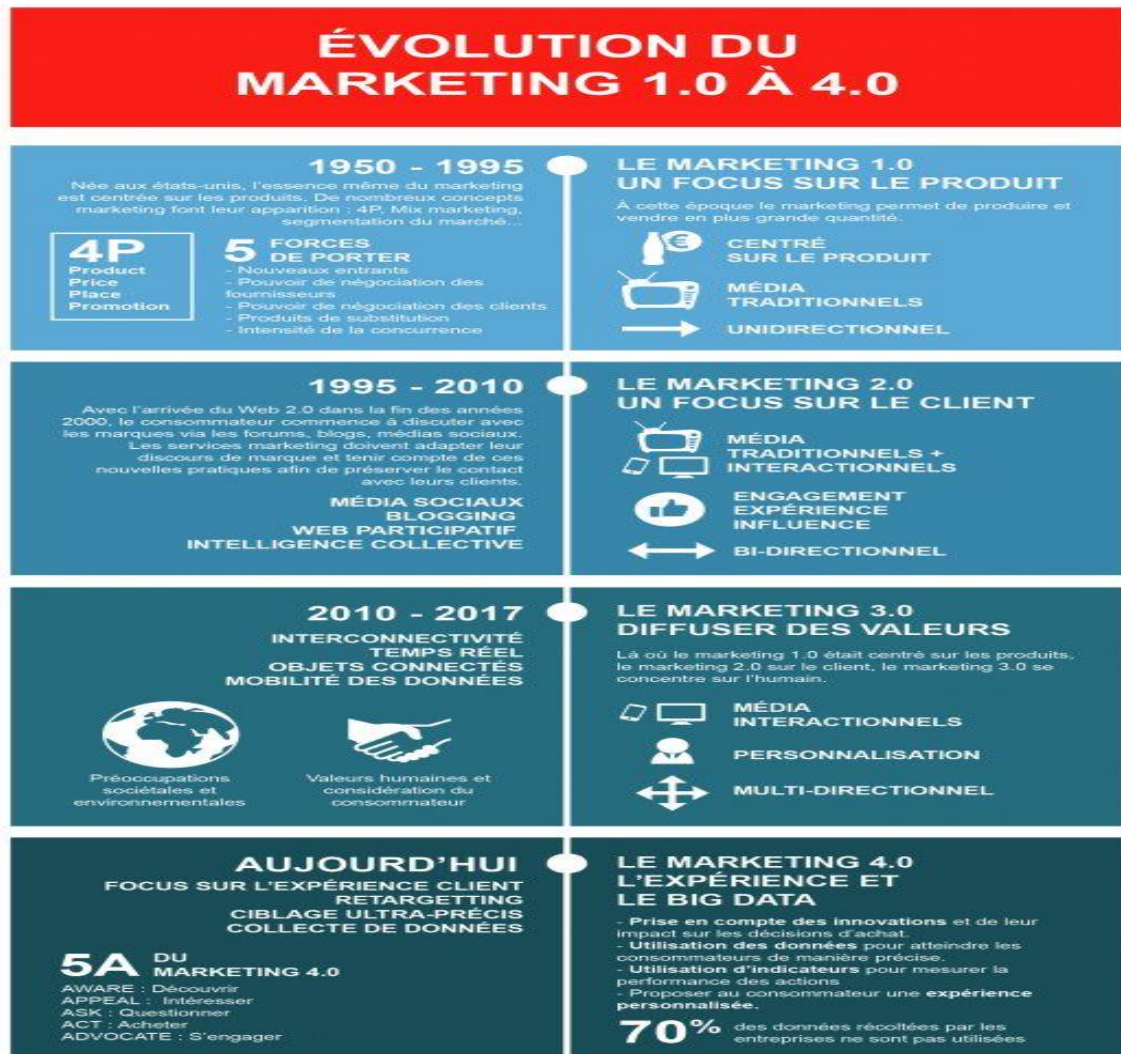 ÉVOLUTION DU
MARKETING 1.0 À 4.0
1950 - 1995
Née aux états-unis, l'essence même du marketing
est centrée sur les produits. De nombreux concepts
marketing font leur apparition : 4P, Mix marketing,
segmentation du marché...
4P
Product
Price
Place
Promotion
5 FORCES
DE PORTER
- Nouveaux entrants
- Pouvoir de négociation des
fournisseurs
- Pouvoir de négociation des clients
- Produits de substitution
- Intensité de la concurrence
LE MARKETING 1.0
UN FOCUS SUR LE PRODUIT
À cette époque le marketing permet de produire et
vendre en plus grande quantité.
€
CENTRÉ
SUR LE PRODUIT
MÉDIA
TRADITIONNELS
UNIDIRECTIONNEL
1995 - 2010
Avec l'arrivée du Web 2.0 dans la fin des années
2000, le consommateur commence à discuter avec
les marques via les forums, blogs, médias sociaux.
Les services marketing doivent adapter leur
discours de marque et tenir compte de ces
nouvelles pratiques afin de préserver le contact
avec leurs clients.
MÉDIA SOCIAUX
BLOGGING
WEB PARTICIPATIF
INTELLIGENCE COLLECTIVE
LE MARKETING 2.0
UN FOCUS SUR LE CLIENT
MÉDIA
TRADITIONNELS +
INTERACTIONNELS
ENGAGEMENT
EXPÉRIENCE
INFLUENCE
BI-DIRECTIONNEL
2010 - 2017
INTERCONNECTIVITÉ
TEMPS RÉEL
OBJETS CONNECTÉS
MOBILITÉ DES DONNÉES
Préoccupations
sociétales et
environnementales
Valeurs humaines et
considération du
consommateur
LE MARKETING 3.0
DIFFUSER DES VALEURS
Là où le marketing 1.0 était centré sur les produits,
le marketing 2.0 sur le client, le marketing 3.0 se
concentre sur l'humain.
MÉDIA
INTERACTIONNELS
PERSONNALISATION
MULTI-DIRECTIONNEL
AUJOURD'HUI
FOCUS SUR L'EXPÉRIENCE CLIENT
RETARGETTING
CIBLAGE ULTRA-PRÉCIS
COLLECTE DE DONNÉES
5A DU
MARKETING 4.0
AWARE : Découvrir
APPEAL : Intéresser
ASK : Questionner
ACT : Acheter
ADVOCATE : S'engager
LE MARKETING 4.0
L'EXPÉRIENCE ET
LE BIG DATA
- Prise en compte des innovations et de leur
impact sur les décisions d'achat.
- Utilisation des données pour atteindre les
consommateurs de manière précise.
- Utilisation d'indicateurs pour mesurer la
performance des actions
- Proposer au consommateur une expérience
personnalisée.
70% des données récoltées par les
entreprises ne sont pas utilisées